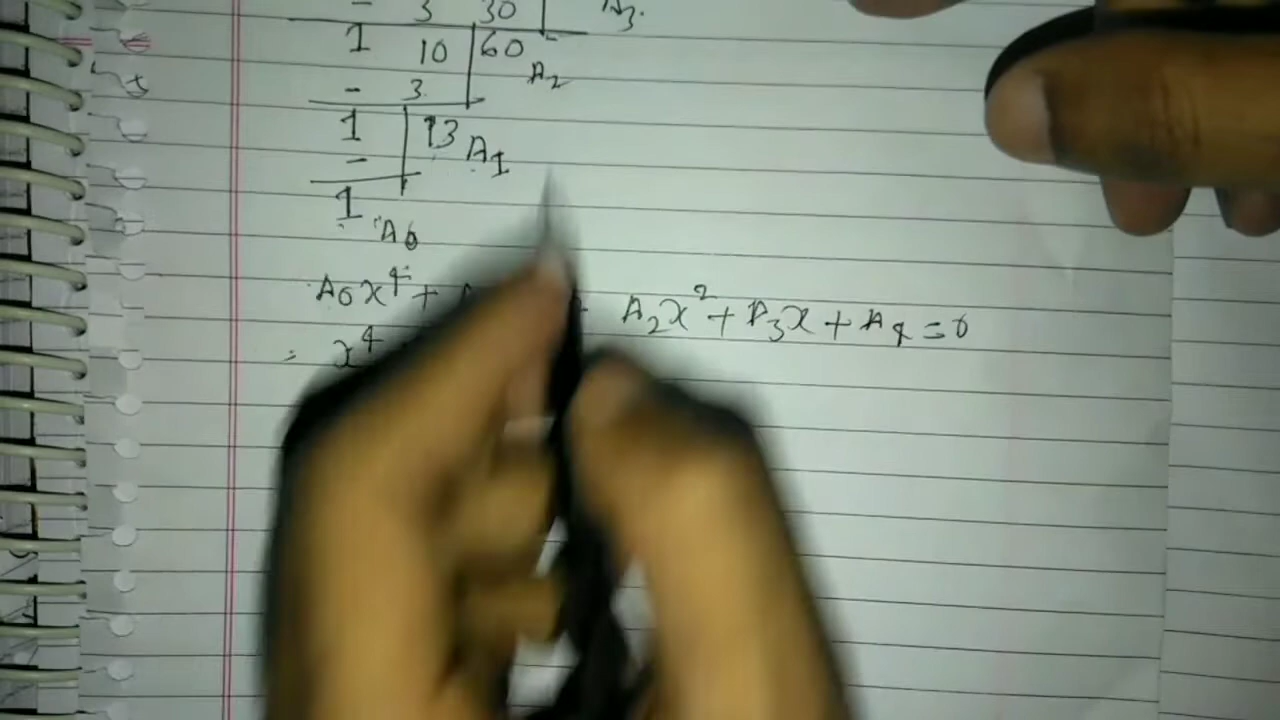 - 3 30 A3.
1 10 60 A2
- 3
1 13 A1
-
1 A0
A0x⁴ + A2x² + A3x + A4 = 0
= x⁴